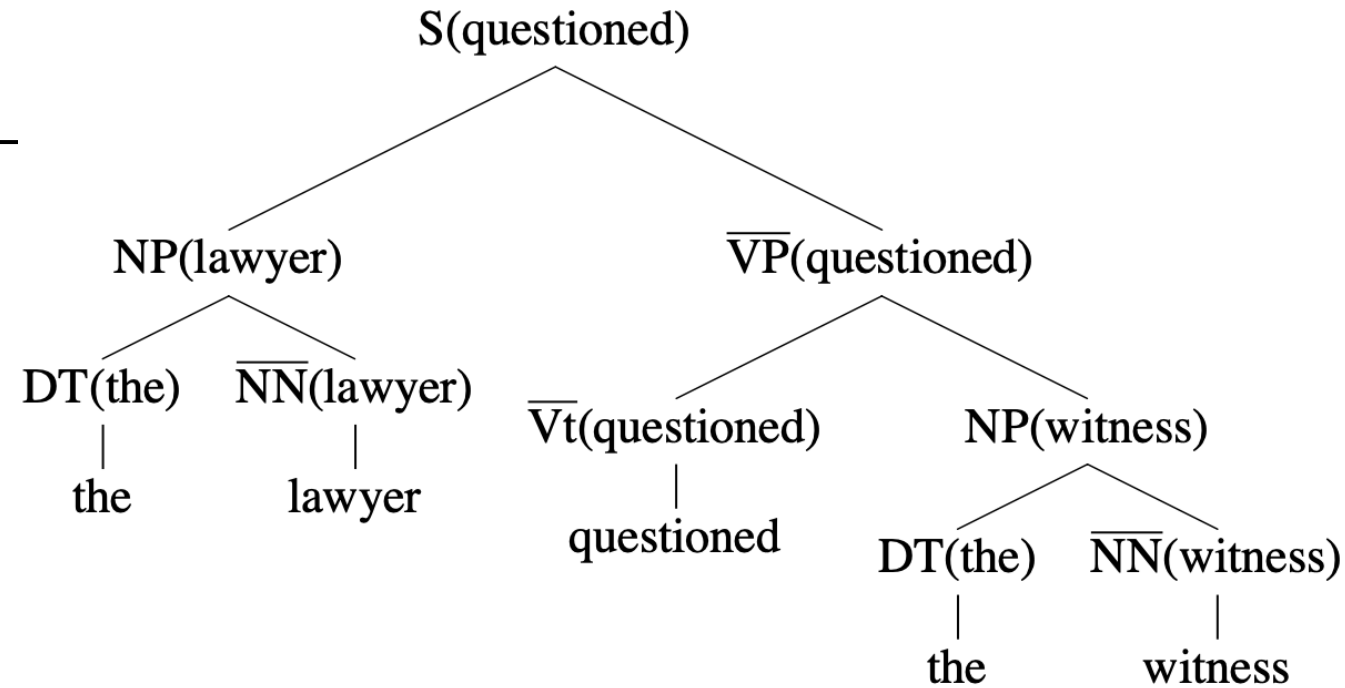 S(questioned)
NP(lawyer) V̅P̅(questioned)
DT(the) N̅N̅(lawyer)
V̅t̅(questioned) NP(witness)
the lawyer
questioned
DT(the) N̅N̅(witness)
the witness